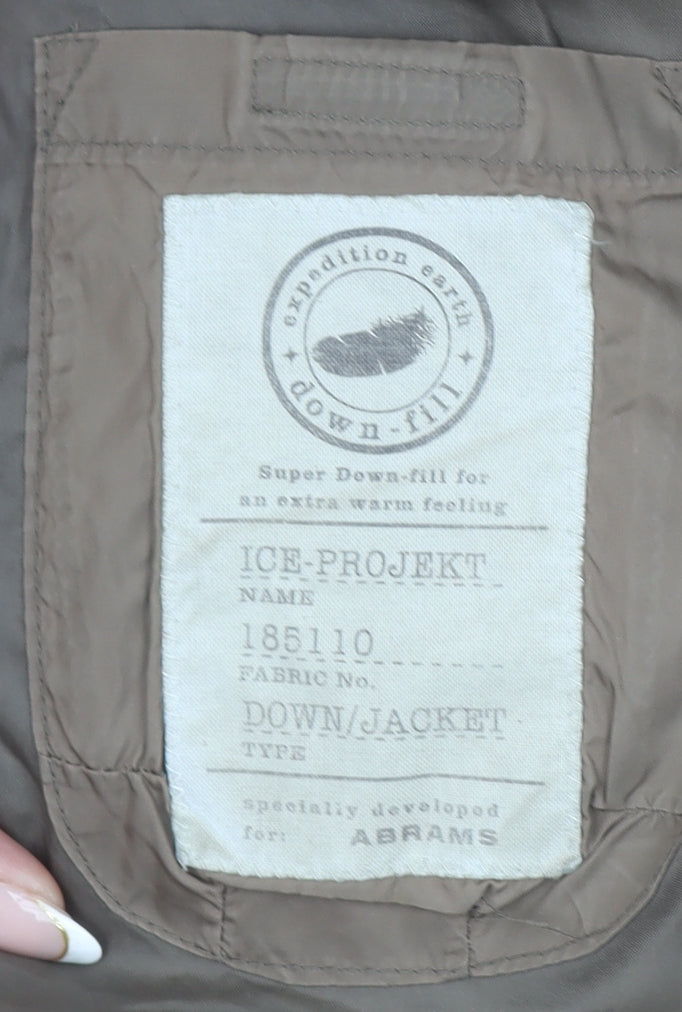 expedition earth
down-fill
Super Down-fill for
an extra warm feeling
ICE-PROJEKT
NAME
185110
FABRIC No.
DOWN/JACKET
TYPE
specially developed
for: ABRAMS